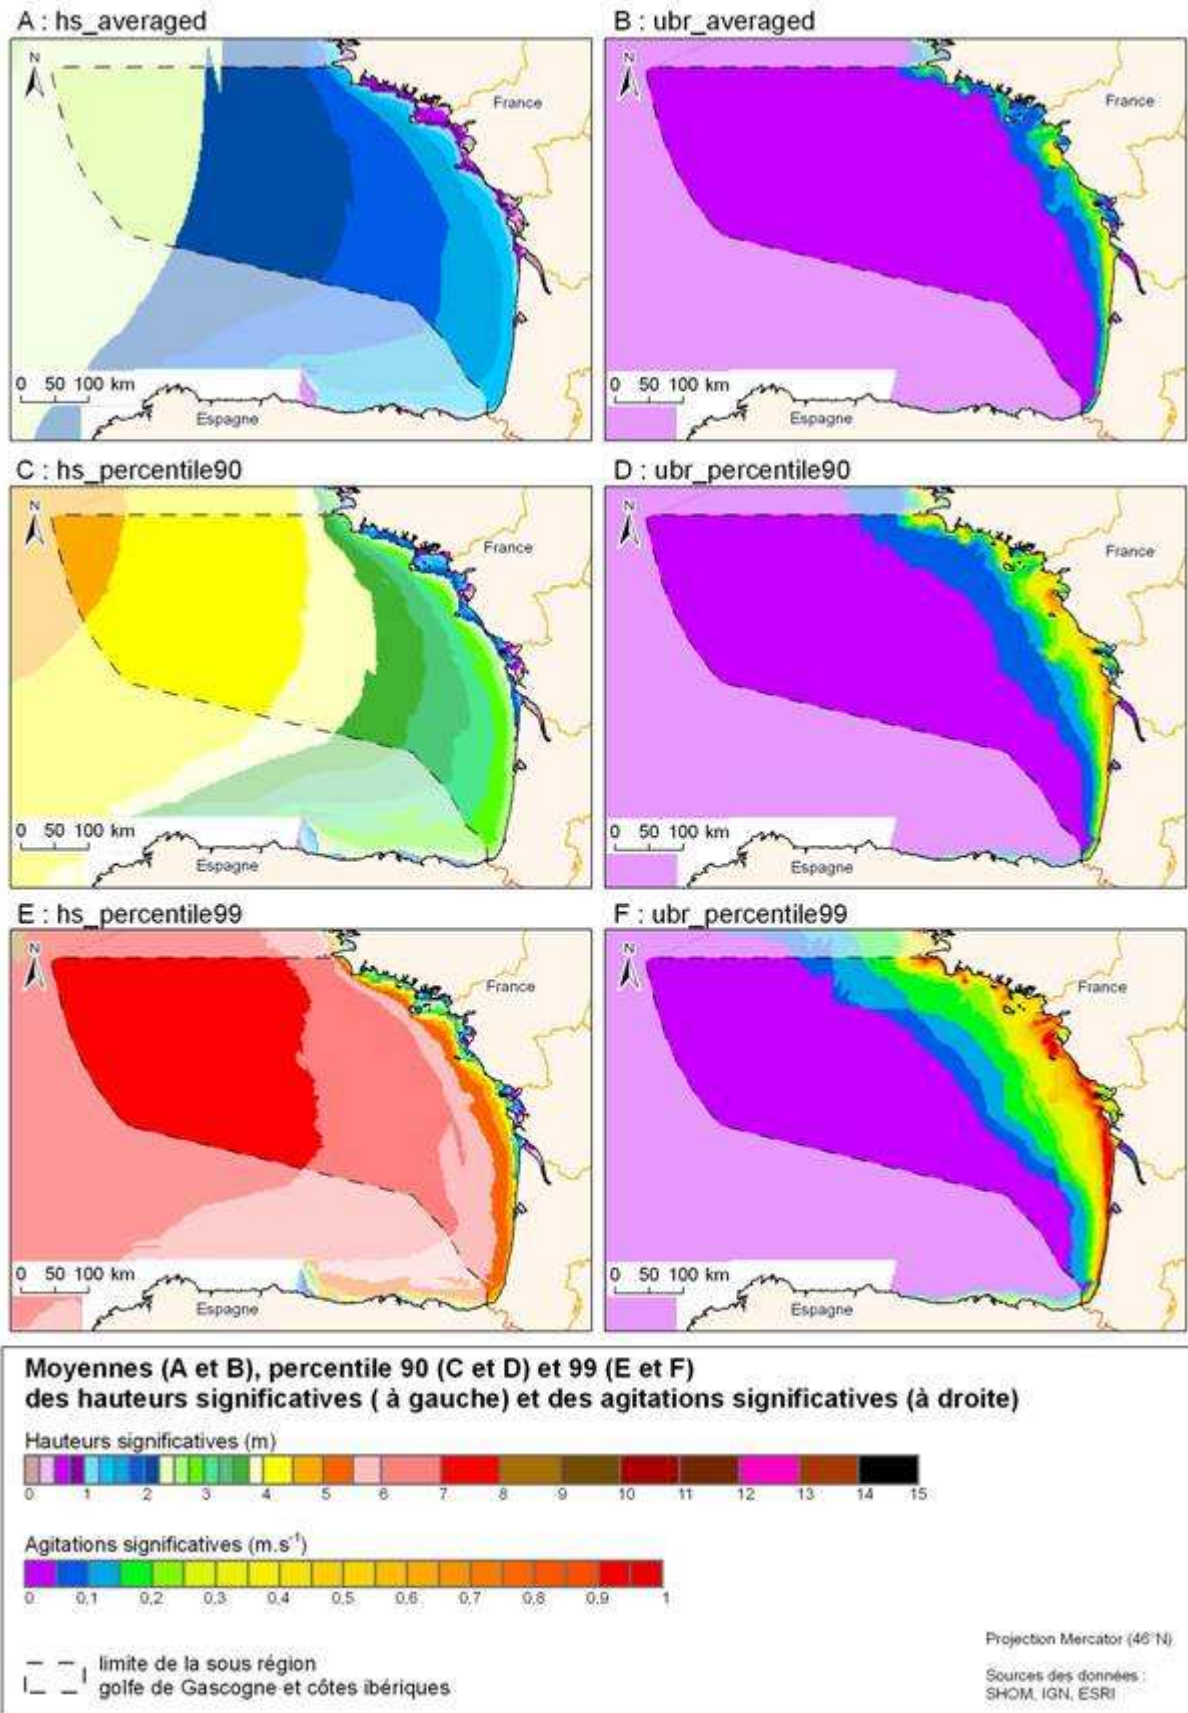 A : hs_averaged
B : ubr_averaged
N
France
0 50 100 km
Espagne
N
France
0 50 100 km
Espagne
C : hs_percentile90
D : ubr_percentile90
N
France
0 50 100 km
Espagne
N
France
0 50 100 km
Espagne
E : hs_percentile99
F : ubr_percentile99
N
France
0 50 100 km
Espagne
N
France
0 50 100 km
Espagne
Moyennes (A et B), percentile 90 (C et D) et 99 (E et F)
des hauteurs significatives ( à gauche) et des agitations significatives (à droite)
Hauteurs significatives (m)
0 1 2 3 4 5 6 7 8 9 10 11 12 13 14 15
Agitations significatives (m.s⁻¹)
0 0,1 0,2 0,3 0,4 0,5 0,6 0,7 0,8 0,9 1
limite de la sous région
golfe de Gascogne et côtes ibériques
Projection Mercator (46°N)
Sources des données :
SHOM, IGN, ESRI